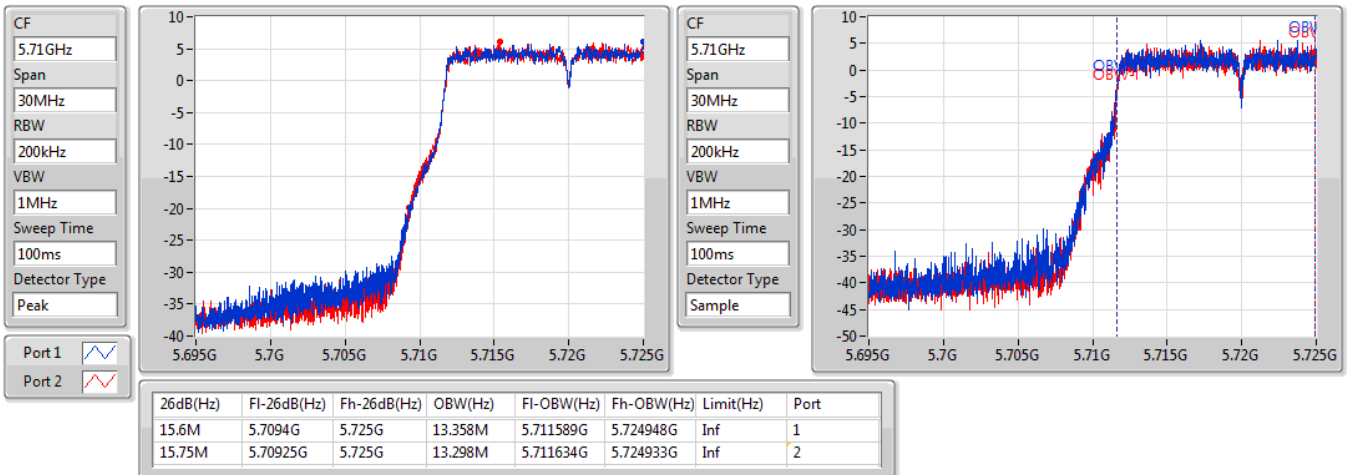 CF
5.71GHz
Span
30MHz
RBW
200kHz
VBW
1MHz
Sweep Time
100ms
Detector Type
Peak
Port 1
Port 2
10
5
0
-5
-10
-15
-20
-25
-30
-35
-40
5.695G 5.7G 5.705G 5.71G 5.715G 5.72G 5.725G
CF
5.71GHz
Span
30MHz
RBW
200kHz
VBW
1MHz
Sweep Time
100ms
Detector Type
Sample
10
5
0
-5
-10
-15
-20
-25
-30
-35
-40
-45
-50
5.695G 5.7G 5.705G 5.71G 5.715G 5.72G 5.725G
26dB(Hz) Fl-26dB(Hz) Fh-26dB(Hz) OBW(Hz) Fl-OBW(Hz) Fh-OBW(Hz) Limit(Hz) Port
15.6M 5.7094G 5.725G 13.358M 5.711589G 5.724948G Inf 1
15.75M 5.70925G 5.725G 13.298M 5.711634G 5.724933G Inf 2